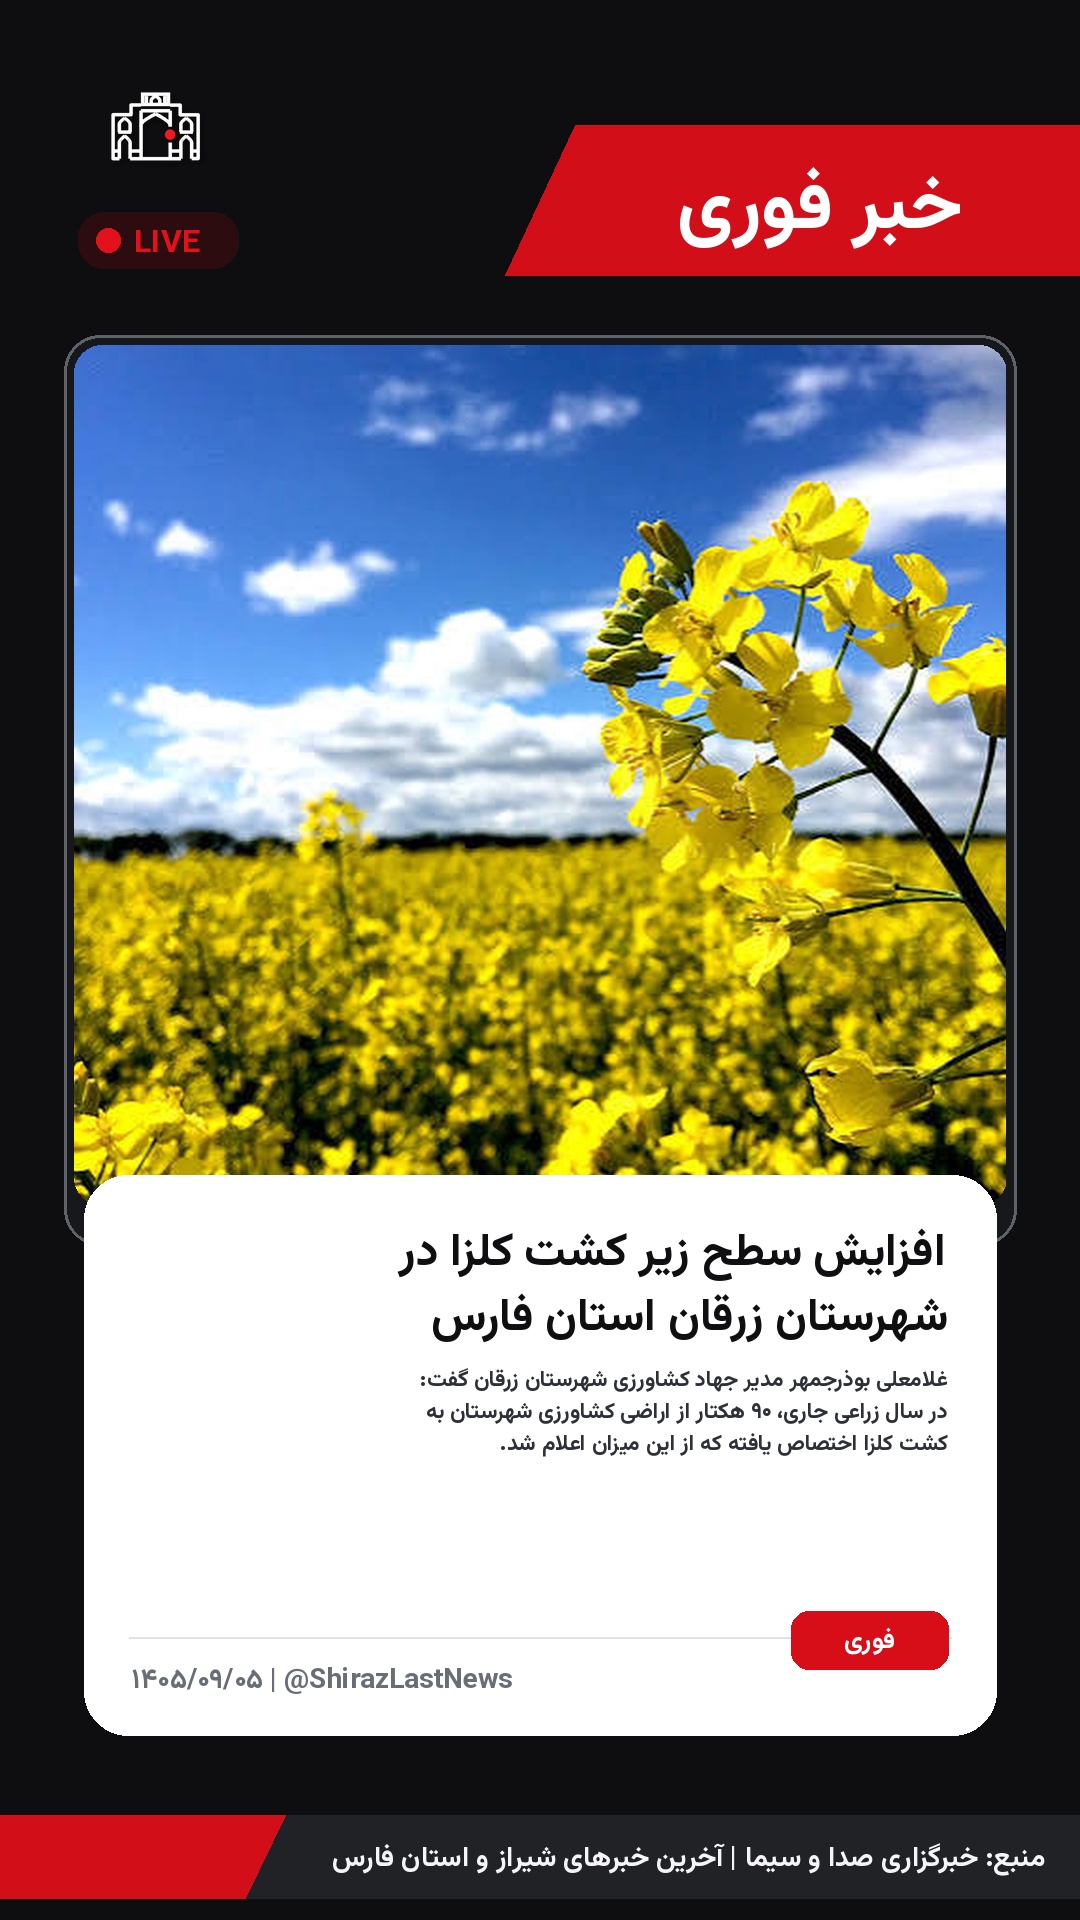 خبر فوری
LIVE
افزایش سطح زیر کشت کلزا در
شهرستان زرقان استان فارس
غلامعلی بوذرجمهر مدیر جهاد کشاورزی شهرستان زرقان گفت:
در سال زراعی جاری، ۹۰ هکتار از اراضی کشاورزی شهرستان به
کشت کلزا اختصاص یافته که از این میزان اعلام شد.
فوری
۱۴۰۵/۰۹/۰۵ | @ShirazLastNews
منبع: خبرگزاری صدا و سیما | آخرین خبرهای شیراز و استان فارس